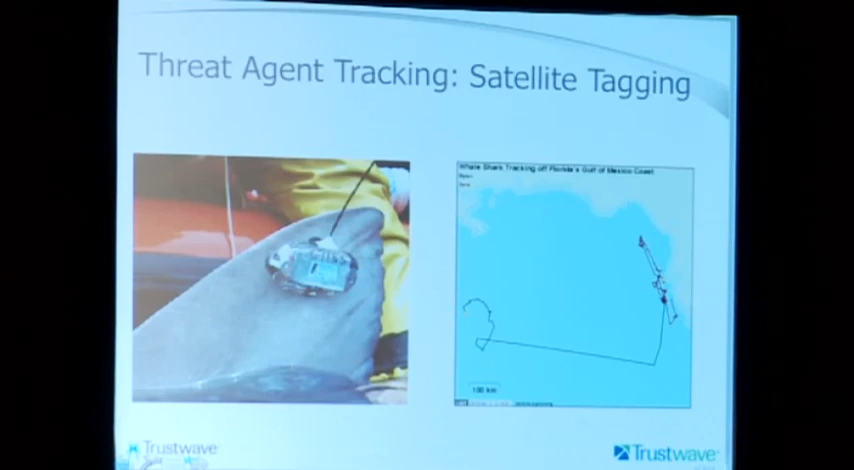 Threat Agent Tracking: Satellite Tagging
Whale Shark Tracking off Florida's Gulf of Mexico Coast
100 km
Trustwave
Trustwave